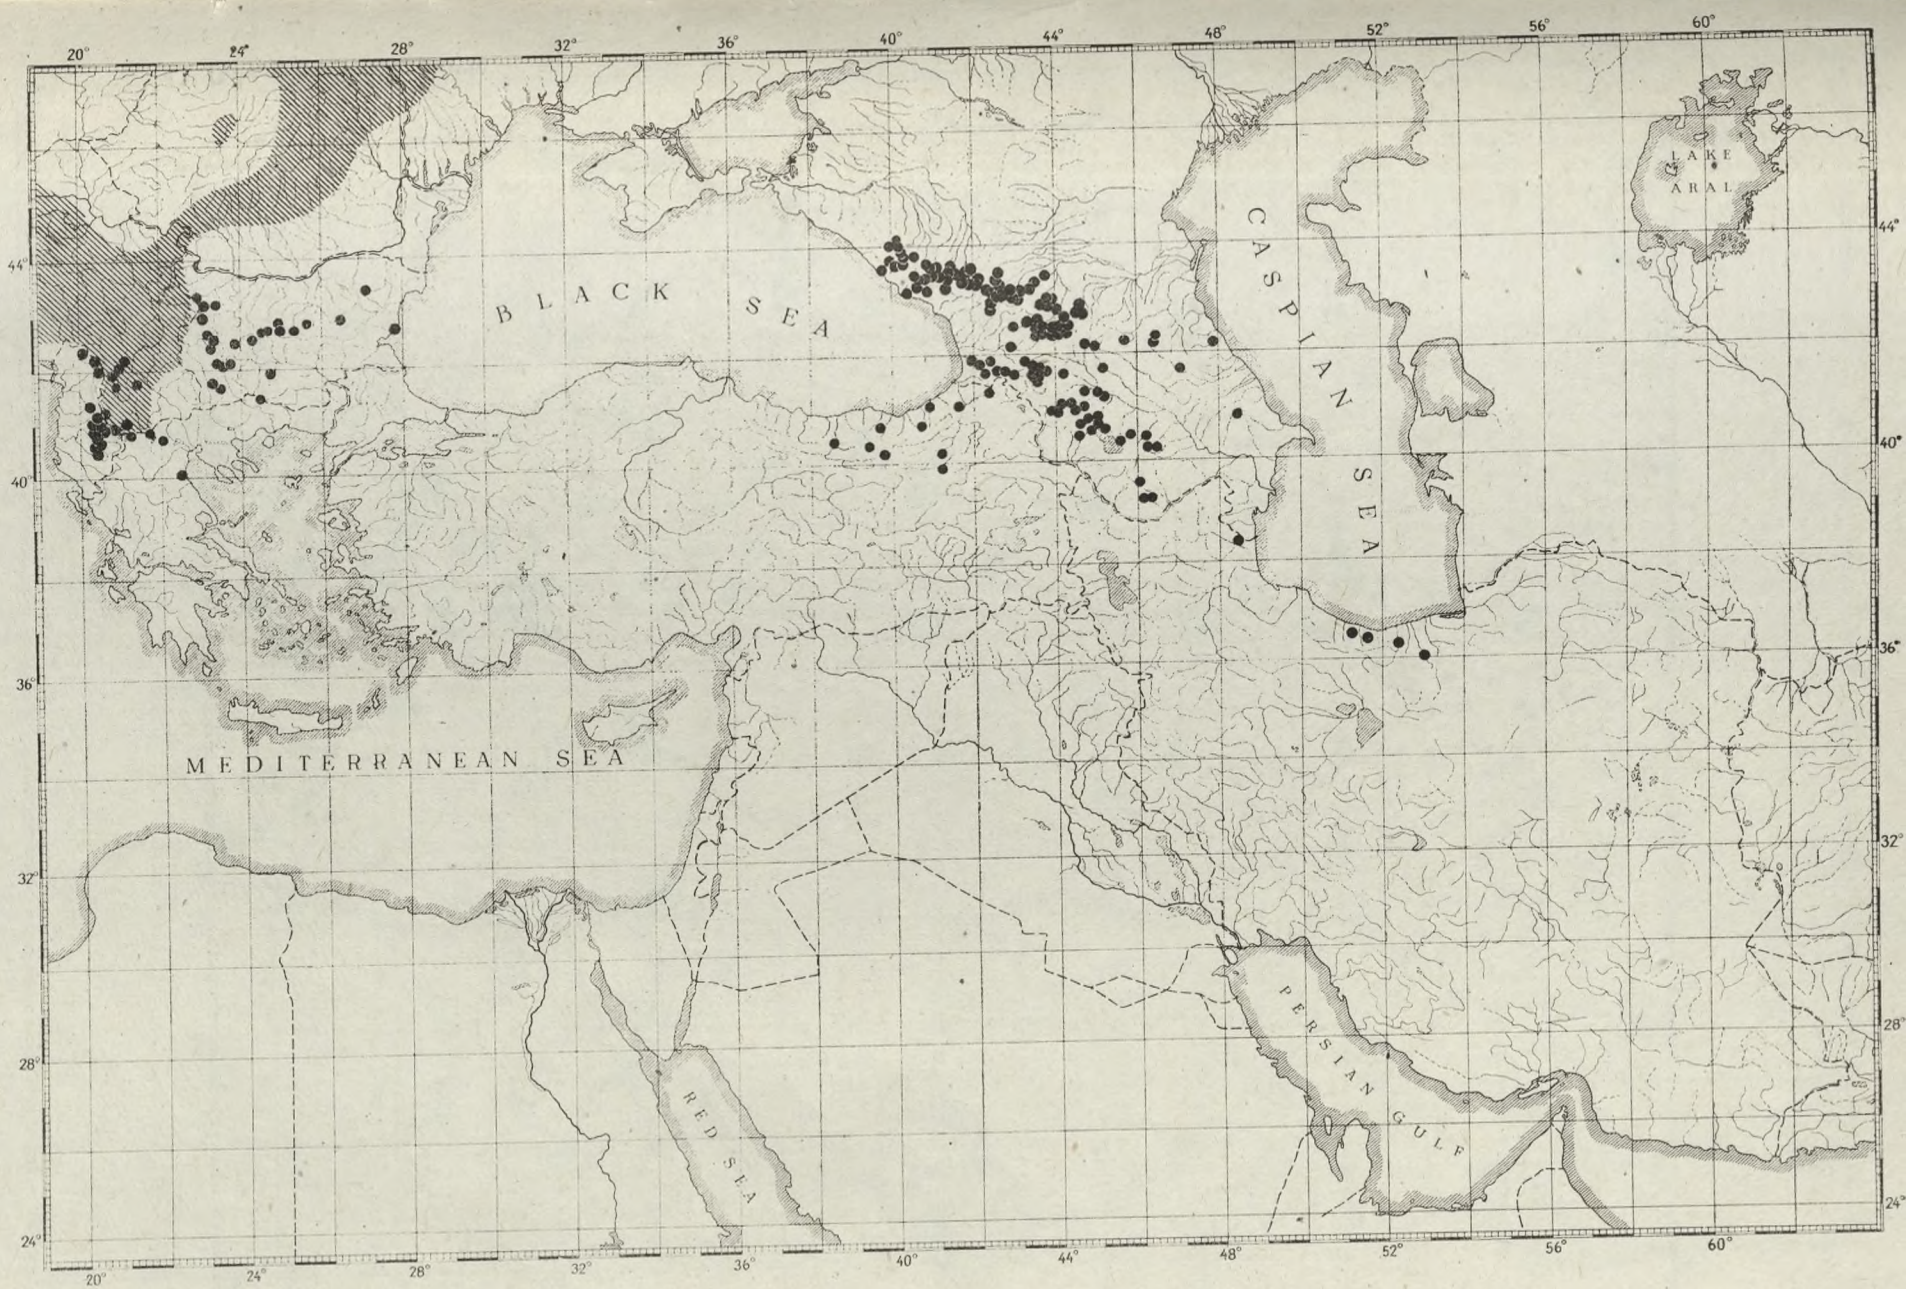 20° 24° 28° 32° 36° 40° 44° 48° 52° 56° 60°
LAKE
ARAL
44° 44°
CASPIAN SEA
BLACK SEA
40° 40°
36° 36°
MEDITERRANEAN SEA
32° 32°
PERSIAN GULF
28° 28°
RED SEA
24° 24°
20° 24° 28° 32° 36° 40° 44° 48° 52° 56° 60°